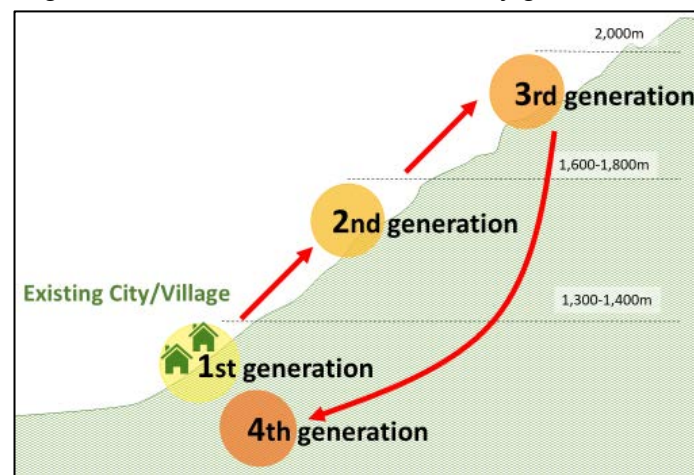 2,000m
3rd generation
1,600-1,800m
2nd generation
Existing City/Village
1,300-1,400m
1st generation
4th generation